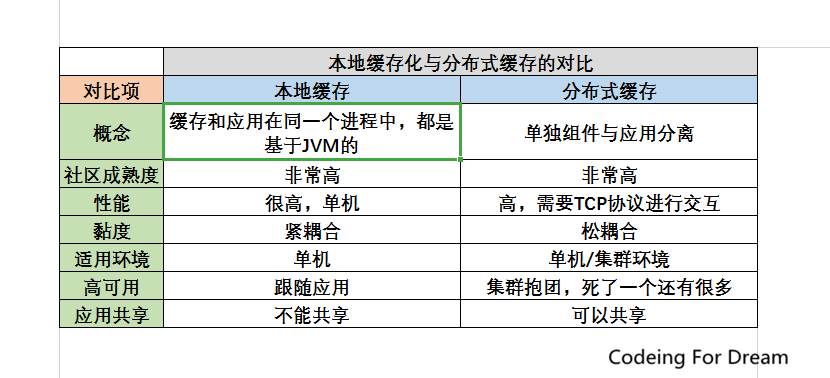 本地缓存化与分布式缓存的对比
对比项 本地缓存 分布式缓存
概念 缓存和应用在同一个进程中，都是基于JVM的 单独组件与应用分离
社区成熟度 非常高 非常高
性能 很高，单机 高，需要TCP协议进行交互
黏度 紧耦合 松耦合
适用环境 单机 单机/集群环境
高可用 跟随应用 集群抱团，死了一个还有很多
应用共享 不能共享 可以共享
Codeing For Dream